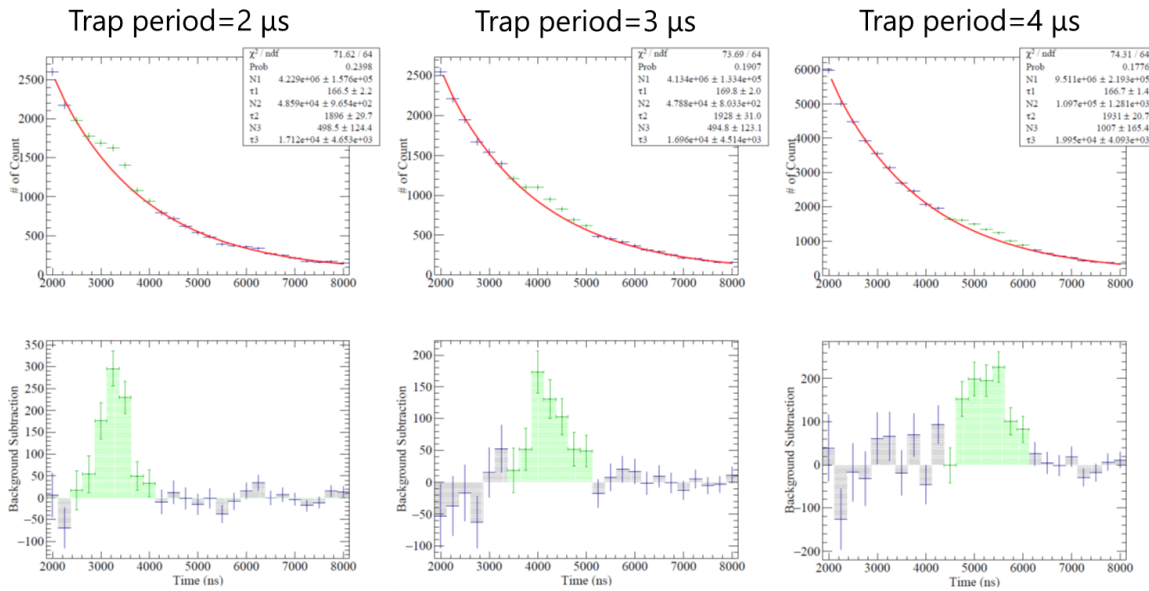 Trap period=2 µs
χ² / ndf 71.62 / 64
Prob 0.2398
N1 4.229e+06 ± 1.576e+05
τ1 166.5 ± 2.2
N2 4.859e+04 ± 9.654e+02
τ2 1896 ± 29.7
N3 498.5 ± 124.4
τ3 1.712e+04 ± 4.653e+03
# of Count
2500
2000
1500
1000
500
0
2000 3000 4000 5000 6000 7000 8000
Trap period=3 µs
χ² / ndf 73.69 / 64
Prob 0.1907
N1 4.134e+06 ± 1.334e+05
τ1 169.8 ± 2.0
N2 4.788e+04 ± 8.033e+02
τ2 1928 ± 31.0
N3 494.8 ± 123.1
τ3 1.696e+04 ± 4.514e+03
# of Count
2500
2000
1500
1000
500
0
2000 3000 4000 5000 6000 7000 8000
Trap period=4 µs
χ² / ndf 74.31 / 64
Prob 0.1776
N1 9.511e+06 ± 2.193e+05
τ1 166.7 ± 1.4
N2 1.097e+05 ± 1.281e+03
τ2 1931 ± 20.7
N3 1007 ± 165.4
τ3 1.995e+04 ± 4.093e+03
# of Count
6000
5000
4000
3000
2000
1000
0
2000 3000 4000 5000 6000 7000 8000
Background Subtraction
350
300
250
200
150
100
50
0
−50
−100
2000 3000 4000 5000 6000 7000 8000
Time (ns)
Background Subtraction
200
150
100
50
0
−50
−100
2000 3000 4000 5000 6000 7000 8000
Time (ns)
Background Subtraction
200
100
0
−100
−200
2000 3000 4000 5000 6000 7000 8000
Time (ns)